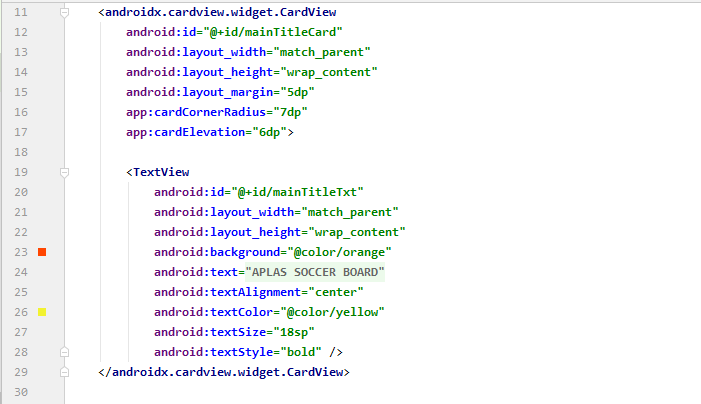 11 <androidx.cardview.widget.CardView
12 android:id="@+id/mainTitleCard"
13 android:layout_width="match_parent"
14 android:layout_height="wrap_content"
15 android:layout_margin="5dp"
16 app:cardCornerRadius="7dp"
17 app:cardElevation="6dp">
18
19 <TextView
20 android:id="@+id/mainTitleTxt"
21 android:layout_width="match_parent"
22 android:layout_height="wrap_content"
23 android:background="@color/orange"
24 android:text="APLAS SOCCER BOARD"
25 android:textAlignment="center"
26 android:textColor="@color/yellow"
27 android:textSize="18sp"
28 android:textStyle="bold" />
29 </androidx.cardview.widget.CardView>
30